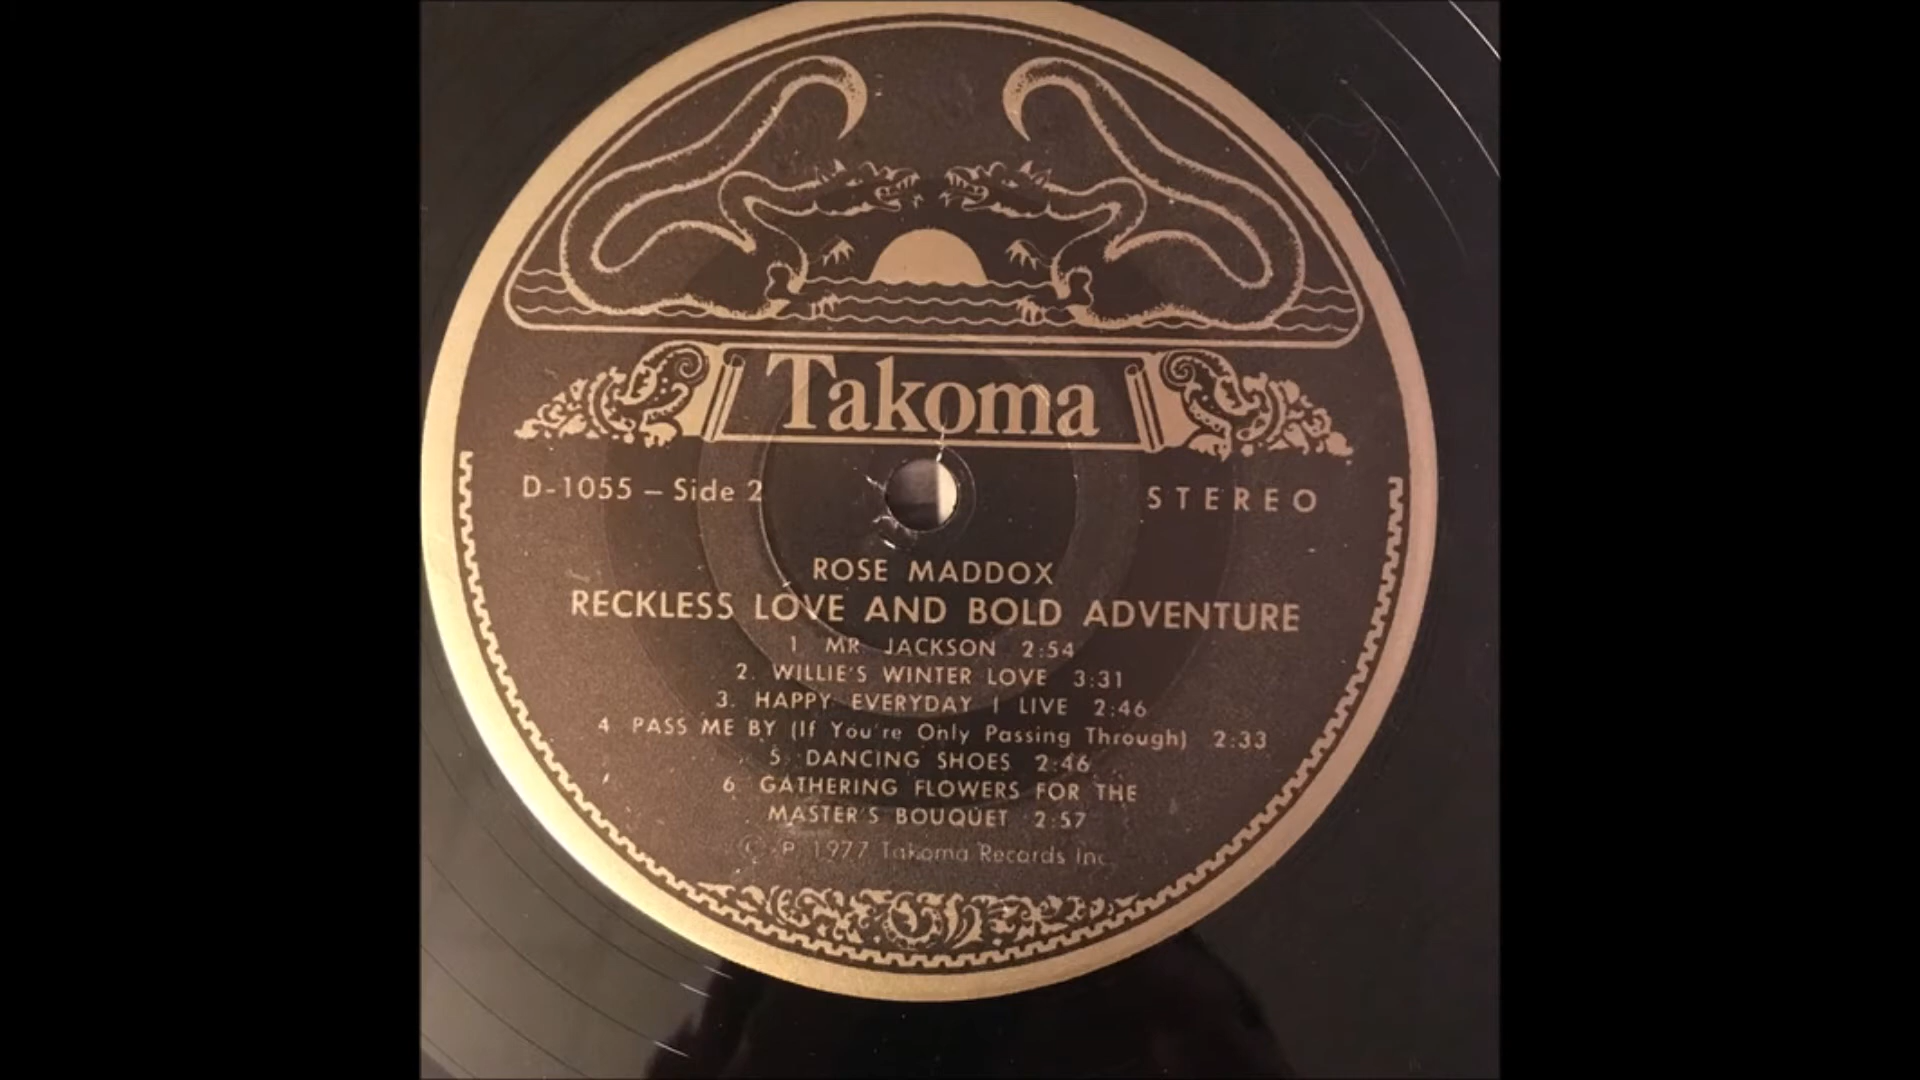 Takoma
D-1055 – Side 2
STEREO
ROSE MADDOX
RECKLESS LOVE AND BOLD ADVENTURE
1 MR. JACKSON 2:54
2. WILLIE'S WINTER LOVE 3:31
3. HAPPY EVERYDAY I LIVE 2:46
4 PASS ME BY (If You're Only Passing Through) 2:33
5. DANCING SHOES 2:46
6 GATHERING FLOWERS FOR THE
MASTER'S BOUQUET 2:57
© P 1977 Takoma Records Inc.